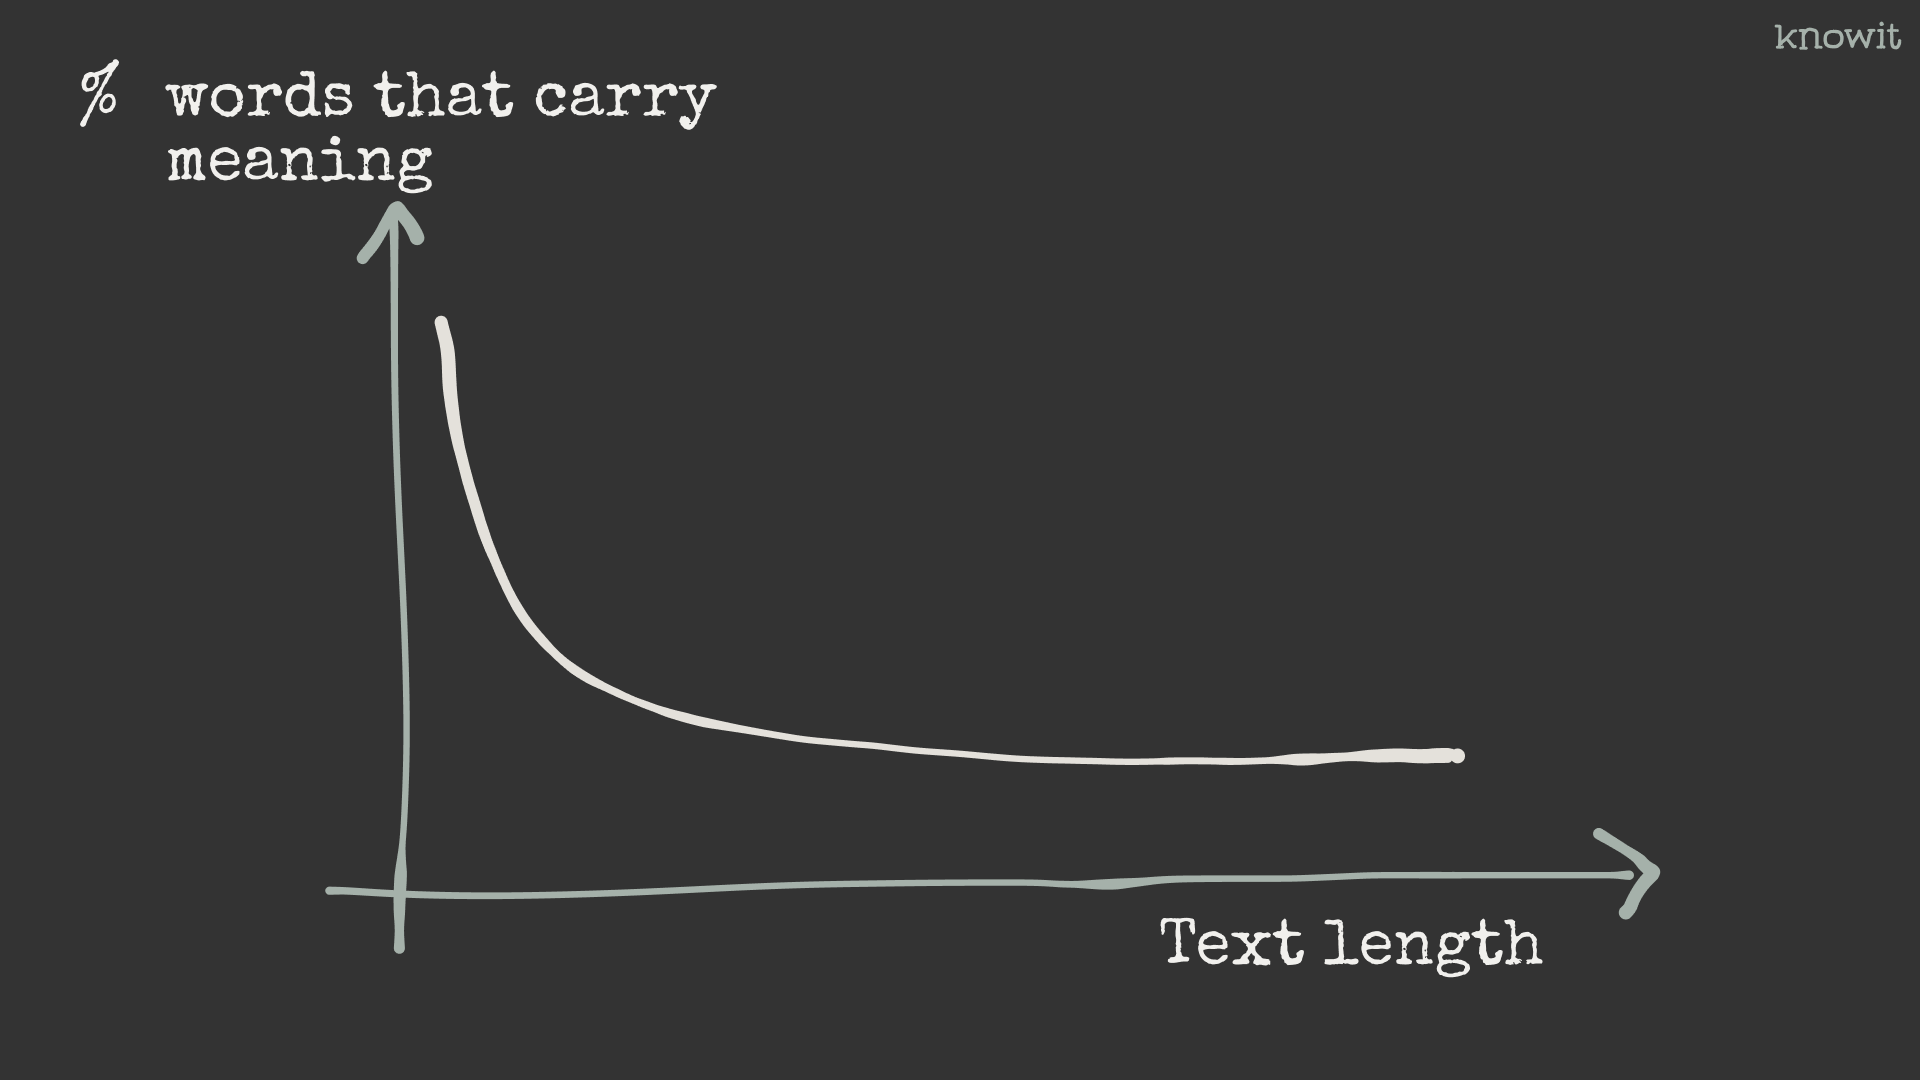 knowit
% words that carry
meaning
Text length